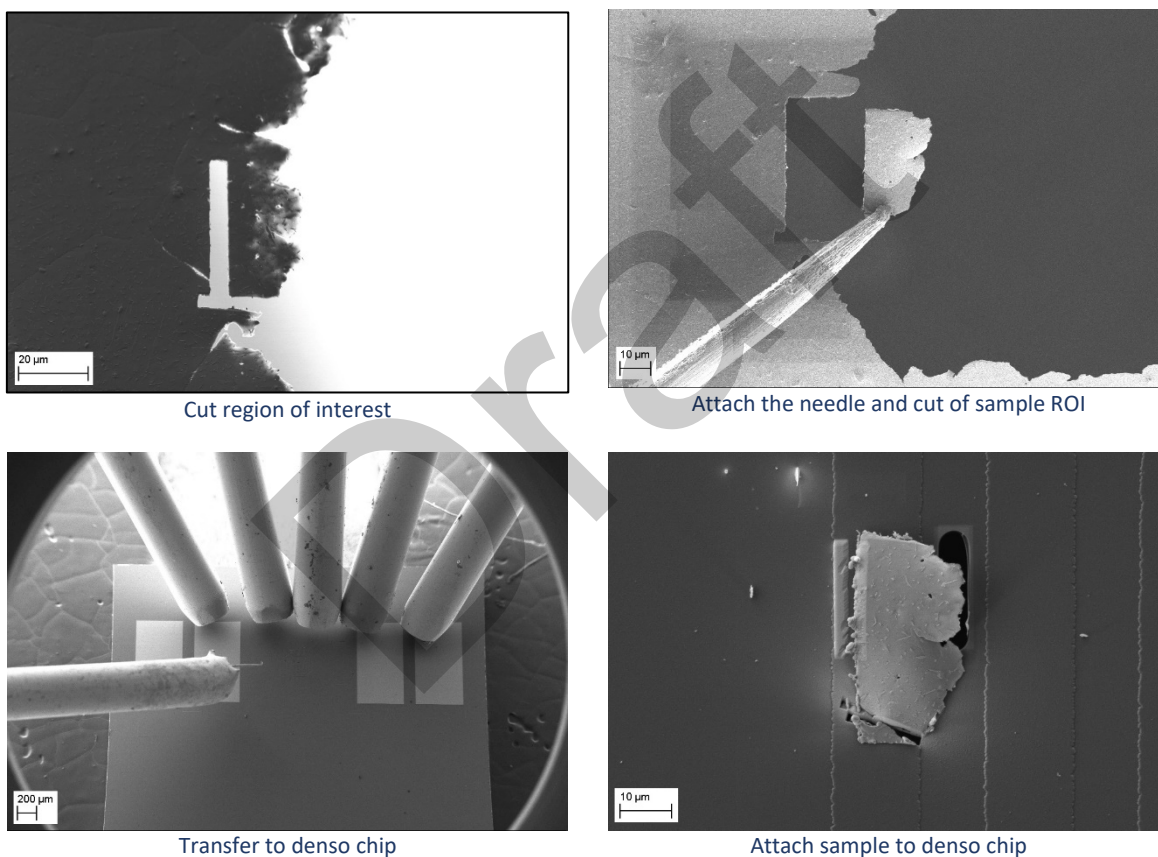 20 µm
Cut region of interest
10 µm
Attach the needle and cut of sample ROI
200 µm
Transfer to denso chip
10 µm
Attach sample to denso chip
Draft